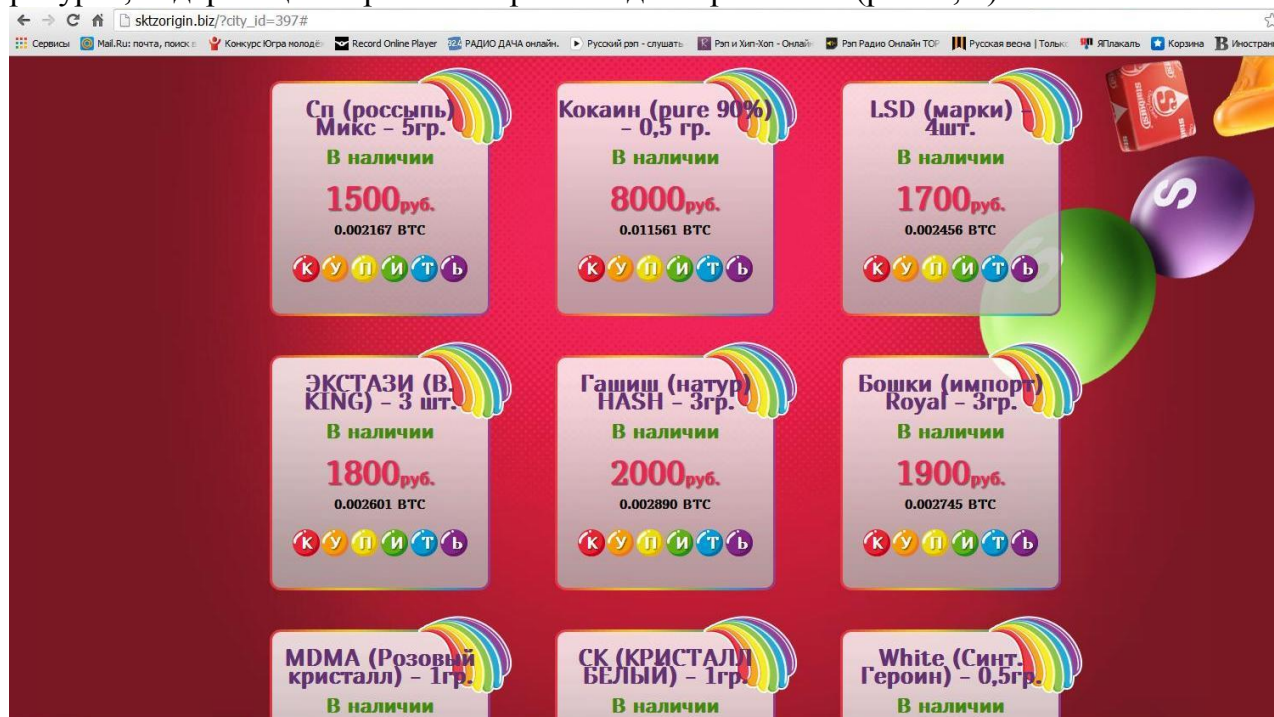 sktzorigin.biz/?city_id=397#
Сервисы Mail.Ru: почта, поиск Конкурс Югра молодё Record Online Player РАДИО ДАЧА онлайн. Русский рэп - слушать Рэп и Хип-Хоп - Онлай Рэп Радио Онлайн TOP Русская весна | Только ЯПлакалъ Корзина Иностран
Сп (россыпь) Кокаин (pure 90%) LSD (марки) –
Микс – 5гр. – 0,5 гр. 4шт.
В наличии В наличии В наличии
1500руб. 8000руб. 1700руб.
0.002167 BTC 0.011561 BTC 0.002456 BTC
КУПИТЬ КУПИТЬ КУПИТЬ
ЭКСТАЗИ (B. Гашиш (натур) Бошки (импорт)
KING) – 3 шт. HASH – 3гр. Royal – 3гр.
В наличии В наличии В наличии
1800руб. 2000руб. 1900руб.
0.002601 BTC 0.002890 BTC 0.002745 BTC
КУПИТЬ КУПИТЬ КУПИТЬ
MDMA (Розовый СК (КРИСТАЛЛ White (Синт.
кристалл) – 1гр. БЕЛЫЙ) – 1гр. Героин) – 0,5гр.
В наличии В наличии В наличии